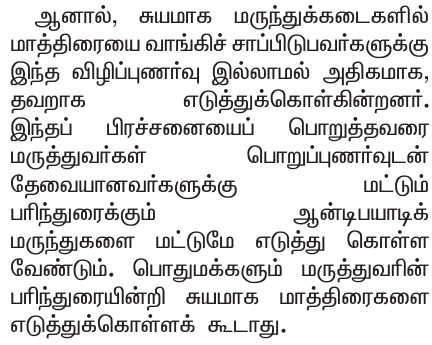 ஆனால், சுயமாக மருந்துக்கடைகளில்
மாத்திரையை வாங்கிச் சாப்பிடுபவர்களுக்கு
இந்த விழிப்புணர்வு இல்லாமல் அதிகமாக,
தவறாக எடுத்துக்கொள்கின்றனர்.
இந்தப் பிரச்சனையைப் பொறுத்தவரை
மருத்துவர்கள் பொறுப்புணர்வுடன்
தேவையானவர்களுக்கு மட்டும்
பரிந்துரைக்கும் ஆன்டிபயாடிக்
மருந்துகளை மட்டுமே எடுத்து கொள்ள
வேண்டும். பொதுமக்களும் மருத்துவரின்
பரிந்துரையின்றி சுயமாக மாத்திரைகளை
எடுத்துக்கொள்ளக் கூடாது.